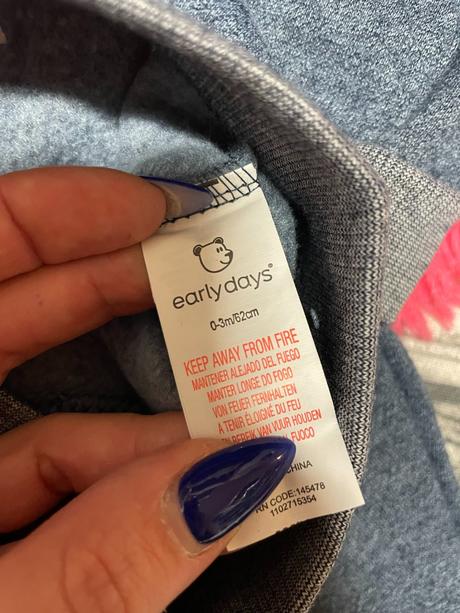 early days®
0-3m/62cm
KEEP AWAY FROM FIRE
MANTENER ALEJADO DEL FUEGO
MANTER LONGE DO FOGO
VON FEUER FERNHALTEN
À TENIR ÉLOIGNÉ DU FEU
BEREIK VAN VUUR HOUDEN
FUOCO
CHINA
RN CODE:145478
1102715354